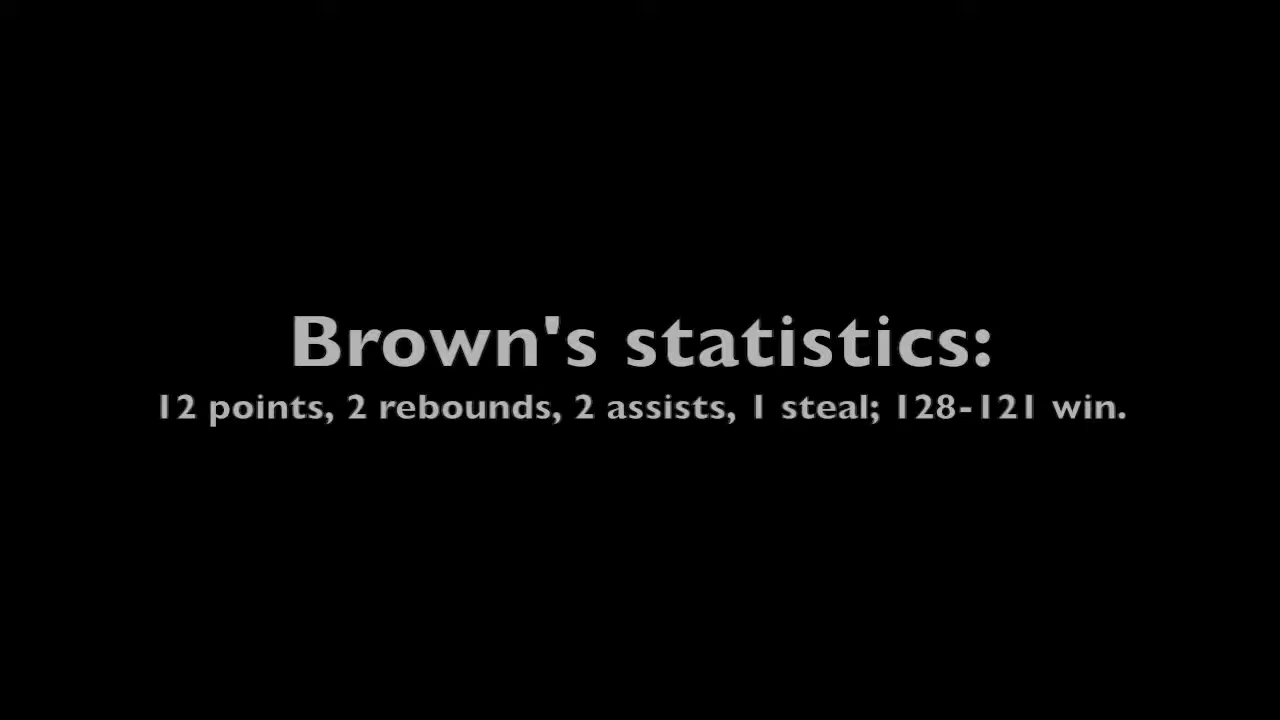 Brown's statistics:
12 points, 2 rebounds, 2 assists, 1 steal; 128-121 win.